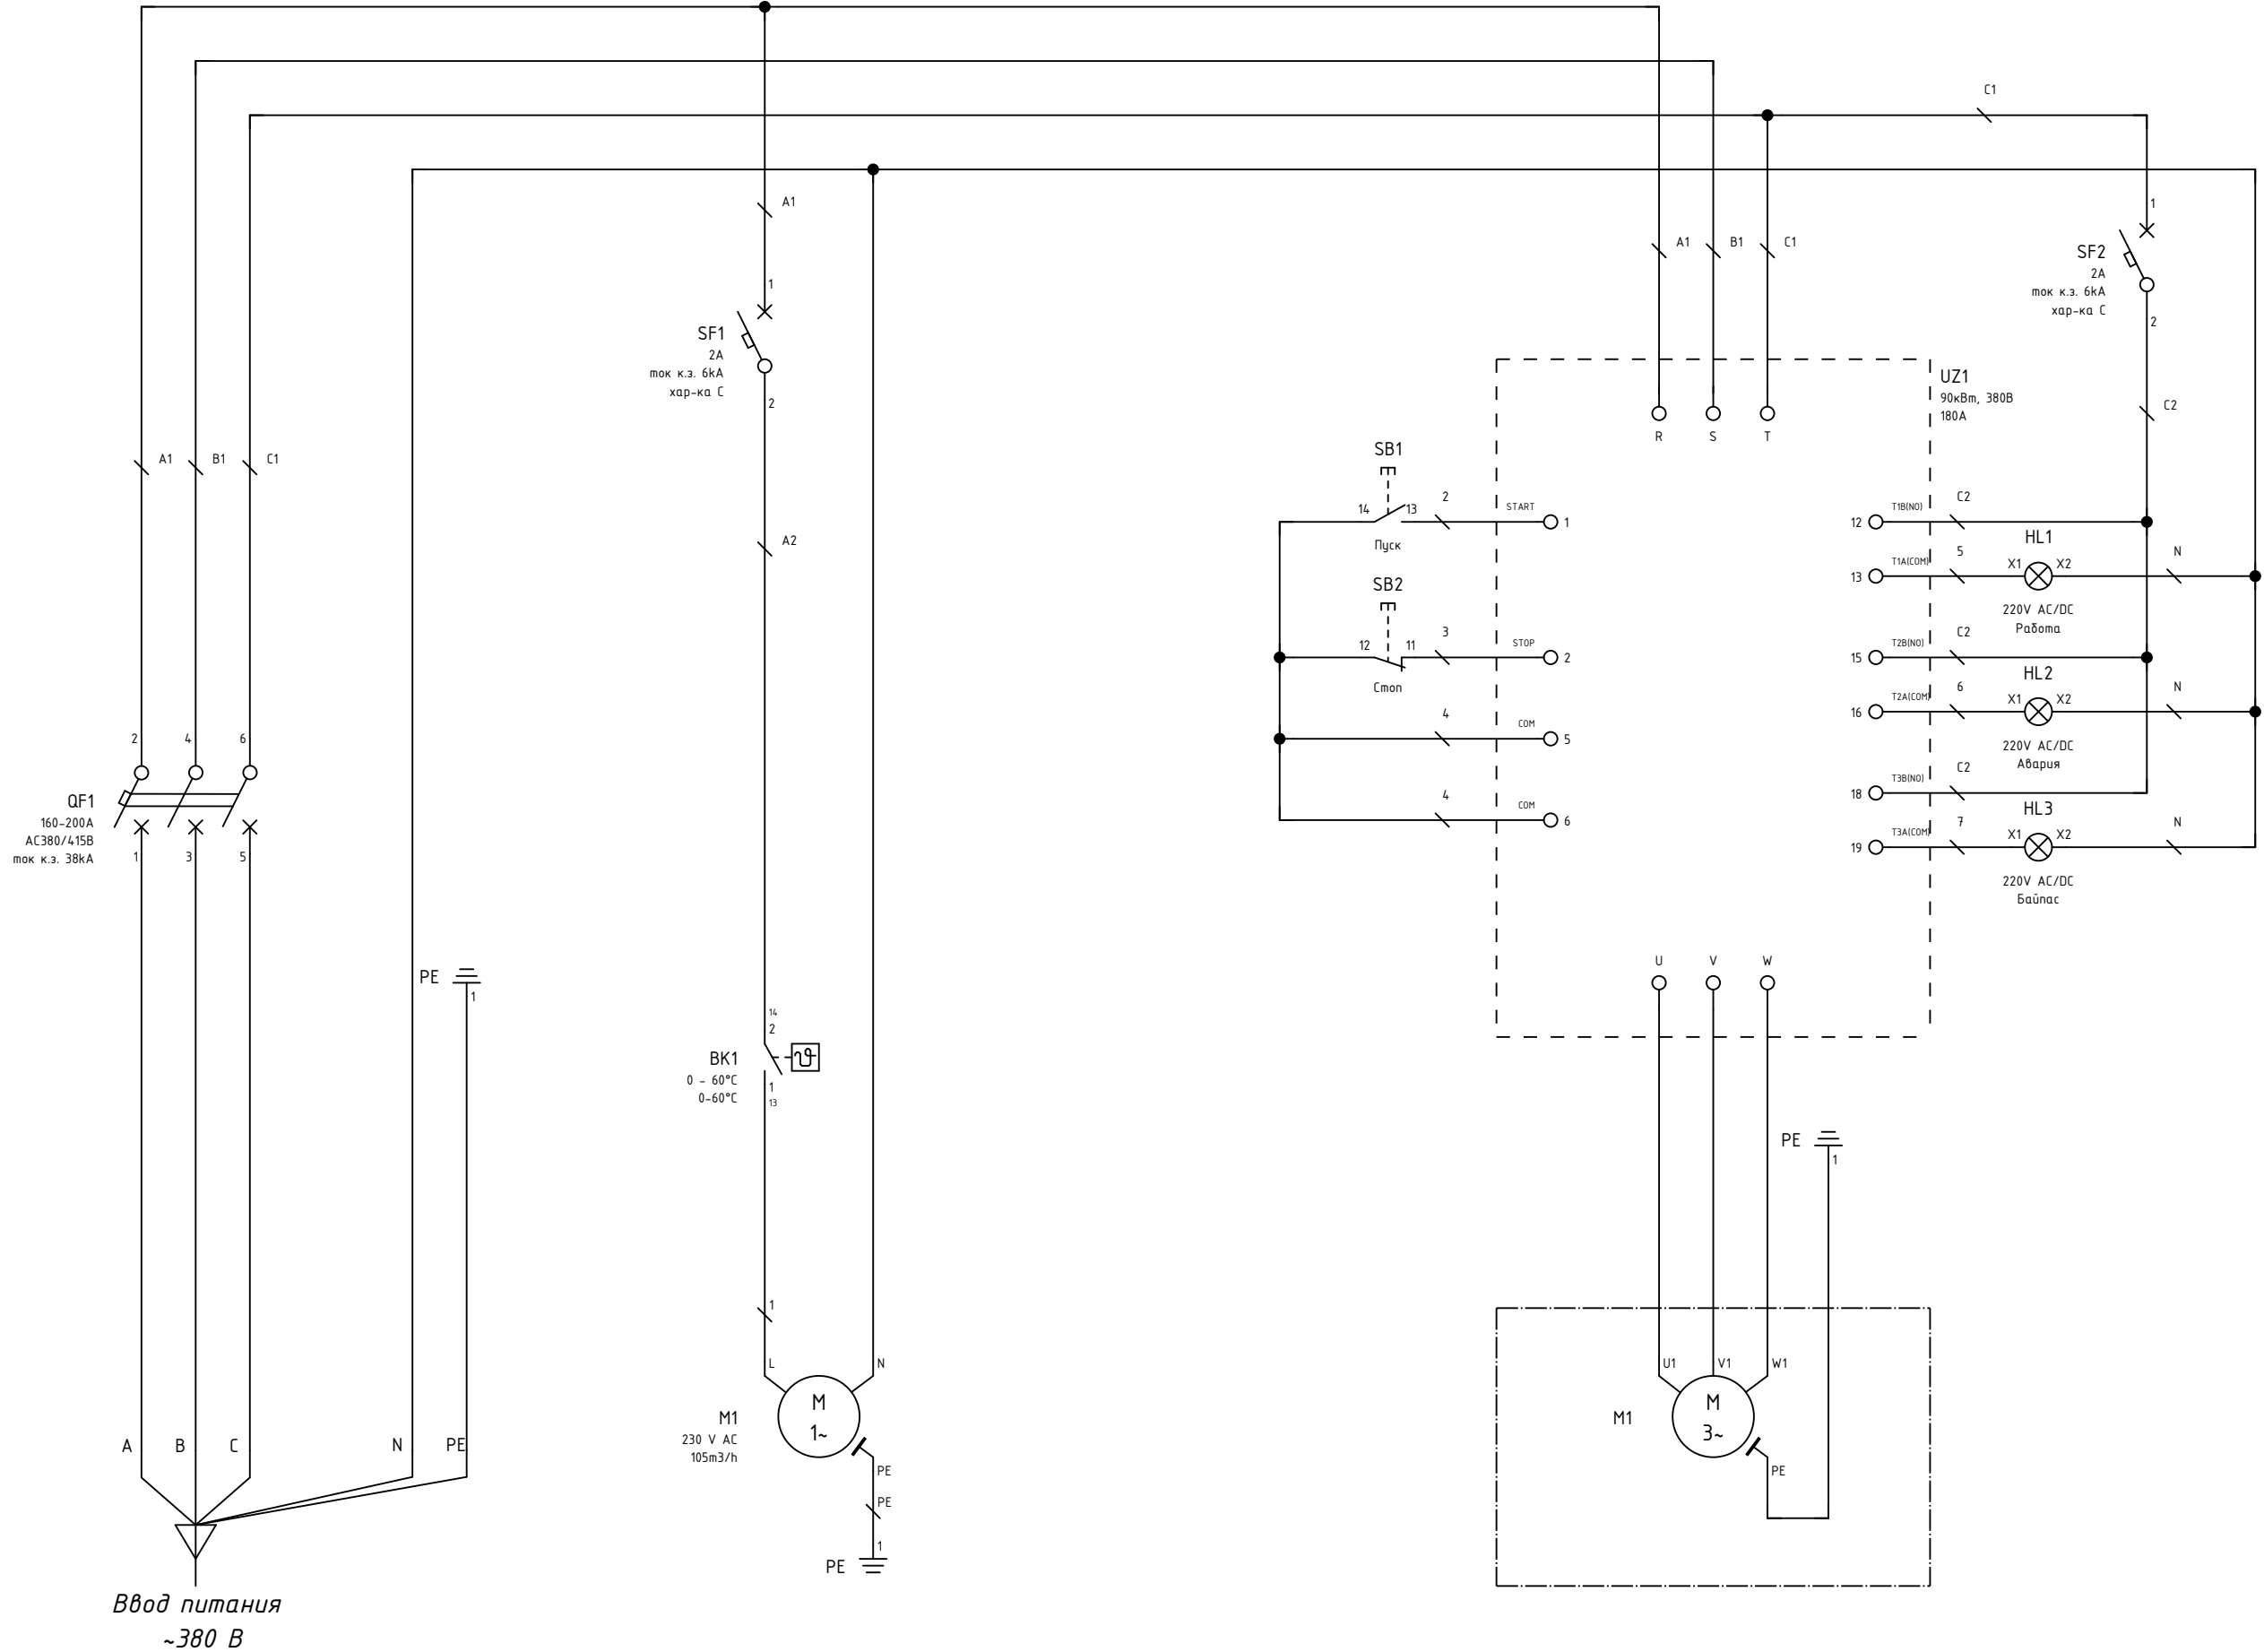 C1
A1
1
SF1
2A
ток к.з. 6kA
хар-ка C
2
A2
A1 B1 C1
1
SF2
2A
ток к.з. 6kA
хар-ка C
2
C2
A1 B1 C1
2 4 6
QF1
160-200A
AC380/415В
ток к.з. 38kA
1 3 5
PE
1
14
2
BK1
0 - 60°C
0-60°C
1
13
1
L N
M
1~
M1
230 V AC
105m3/h
PE
PE
1
PE
A B C N PE
Ввод питания
~380 В
UZ1
90кВт, 380В
180А
R S T
SB1
14 13 2 START 1
Пуск
SB2
12 11 3 STOP 2
Стоп
4 COM 5
4 COM 6
12 T1B(NO) C2
HL1
13 T1A(COM) 5 X1 X2 N
220V AC/DC
Работа
15 T2B(NO) C2
HL2
16 T2A(COM) 6 X1 X2 N
220V AC/DC
Авария
18 T3B(NO) C2
HL3
19 T3A(COM) 7 X1 X2 N
220V AC/DC
Байпас
U V W
PE
1
U1 V1 W1
M1
M
3~
PE